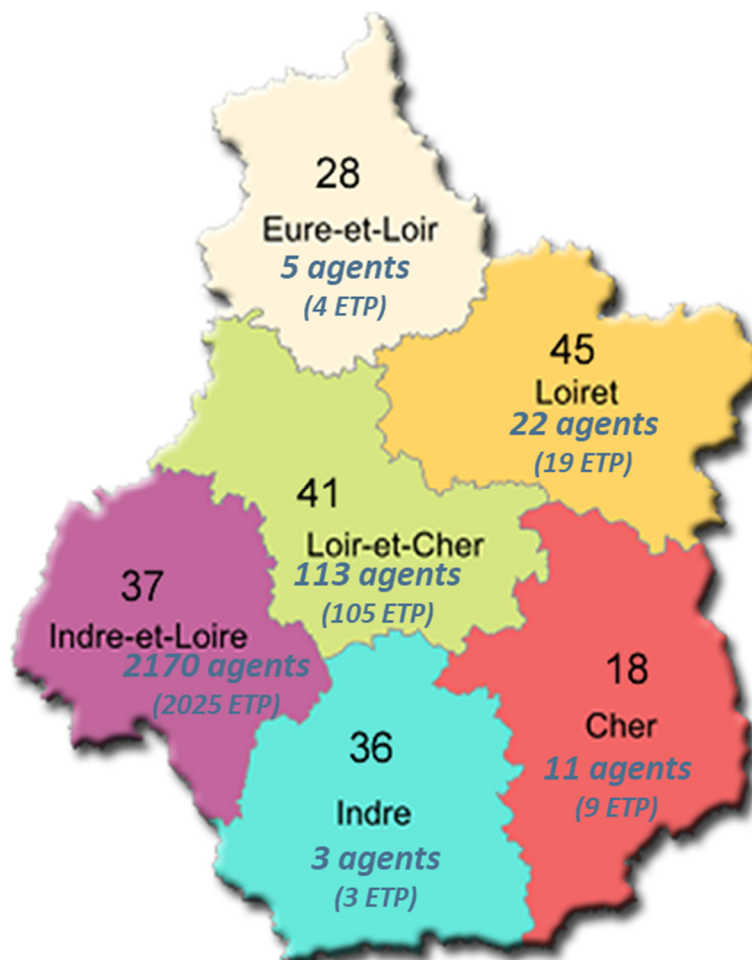 28
Eure-et-Loir
5 agents
(4 ETP)
45
Loiret
22 agents
(19 ETP)
41
Loir-et-Cher
113 agents
(105 ETP)
37
Indre-et-Loire
2170 agents
(2025 ETP)
18
Cher
11 agents
(9 ETP)
36
Indre
3 agents
(3 ETP)